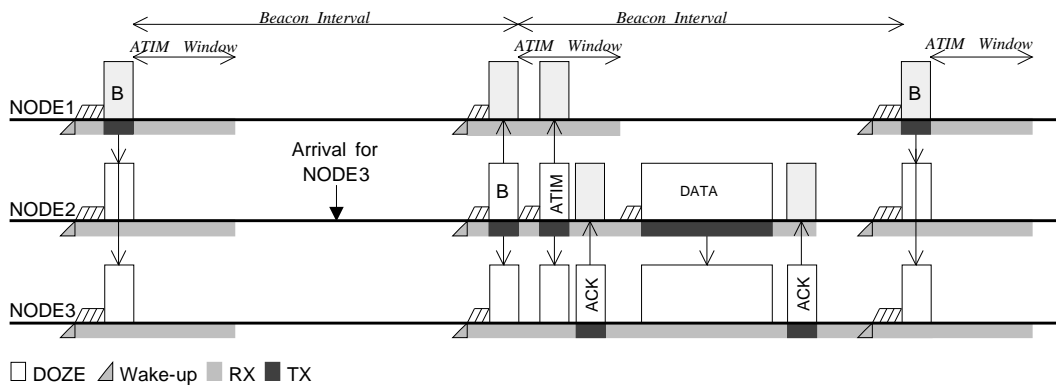 Beacon Interval Beacon Interval
ATIM Window ATIM Window ATIM Window
B B
NODE1
Arrival for
NODE3
B ATIM DATA
NODE2
ACK ACK
NODE3
DOZE Wake-up RX TX